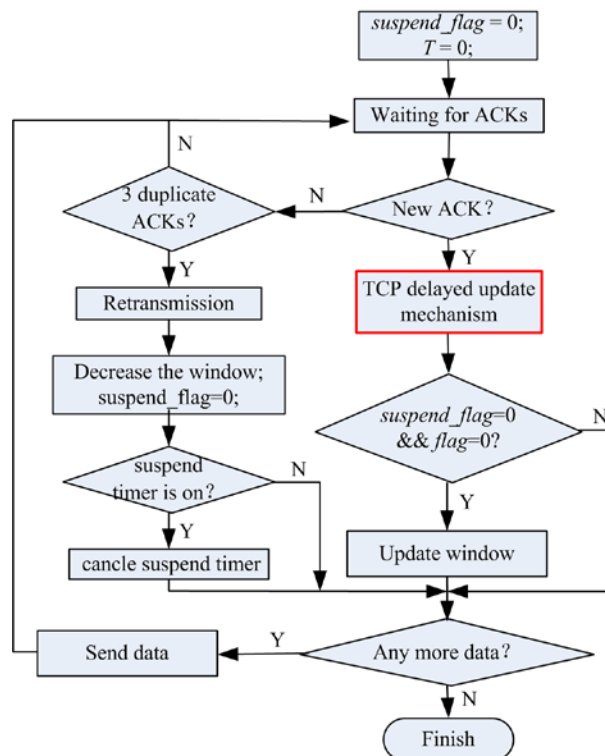 suspend_flag = 0;
T = 0;
Waiting for ACKs
N
3 duplicate
ACKs?
N
New ACK?
Y
Y
Retransmission
TCP delayed update
mechanism
Decrease the window;
suspend_flag=0;
suspend_flag=0
&& flag=0?
N
suspend
timer is on?
N
Y
Y
cancle suspend timer
Update window
Send data
Y
Any more data?
N
Finish